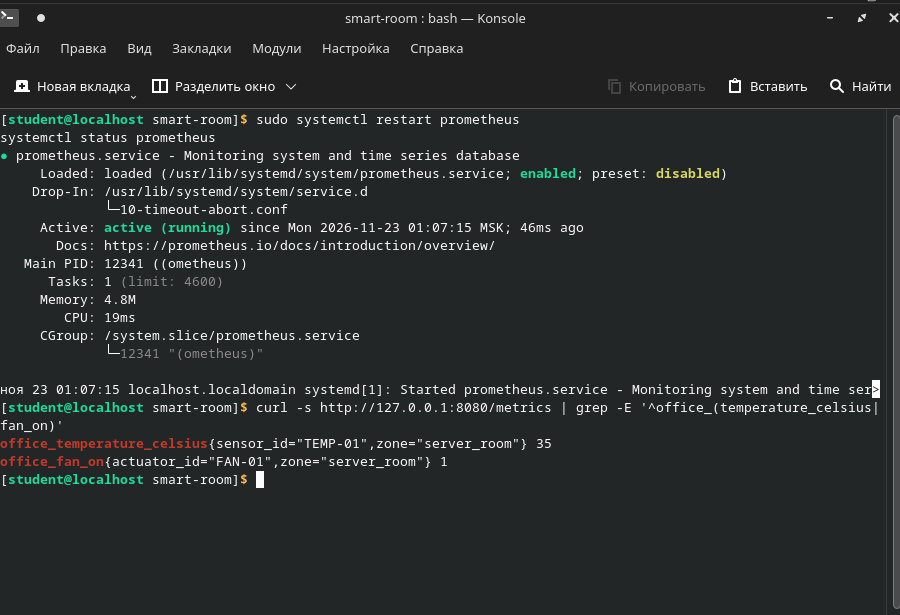 smart-room : bash — Konsole
Файл Правка Вид Закладки Модули Настройка Справка
Новая вкладка Разделить окно Копировать Вставить Найти
[student@localhost smart-room]$ sudo systemctl restart prometheus
systemctl status prometheus
● prometheus.service - Monitoring system and time series database
     Loaded: loaded (/usr/lib/systemd/system/prometheus.service; enabled; preset: disabled)
    Drop-In: /usr/lib/systemd/system/service.d
             └─10-timeout-abort.conf
     Active: active (running) since Mon 2026-11-23 01:07:15 MSK; 46ms ago
       Docs: https://prometheus.io/docs/introduction/overview/
   Main PID: 12341 ((ometheus))
      Tasks: 1 (limit: 4600)
     Memory: 4.8M
        CPU: 19ms
     CGroup: /system.slice/prometheus.service
             └─12341 "(ometheus)"
ноя 23 01:07:15 localhost.localdomain systemd[1]: Started prometheus.service - Monitoring system and time ser>
[student@localhost smart-room]$ curl -s http://127.0.0.1:8080/metrics | grep -E '^office_(temperature_celsius|
fan_on)'
office_temperature_celsius{sensor_id="TEMP-01",zone="server_room"} 35
office_fan_on{actuator_id="FAN-01",zone="server_room"} 1
[student@localhost smart-room]$